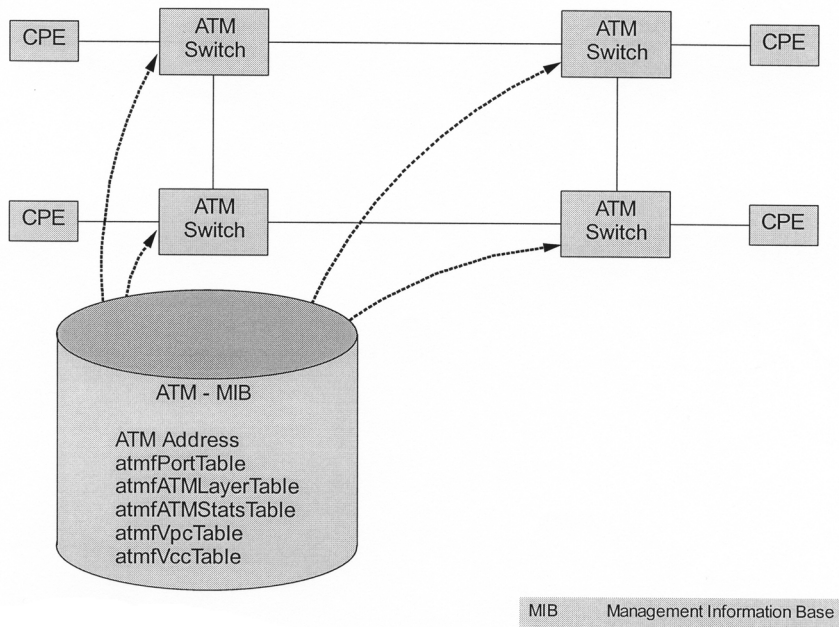 CPE
ATM
Switch
ATM
Switch
CPE
CPE
ATM
Switch
ATM
Switch
CPE
ATM - MIB
ATM Address
atmfPortTable
atmfATMLayerTable
atmfATMStatsTable
atmfVpcTable
atmfVccTable
MIB Management Information Base